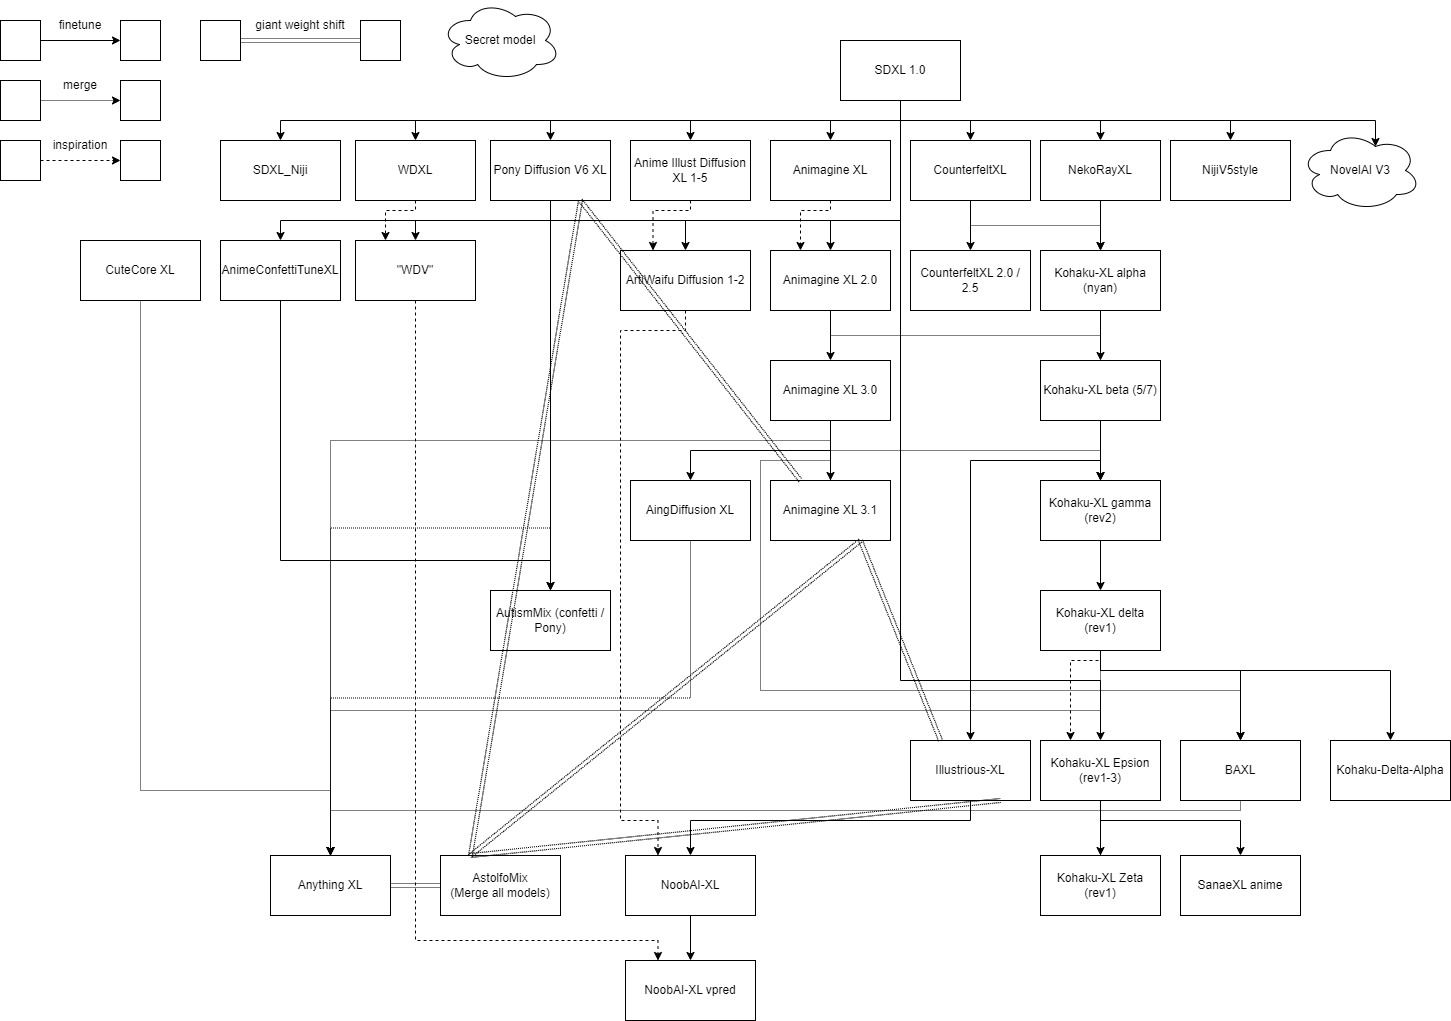 finetune
giant weight shift
Secret model
merge
inspiration
SDXL 1.0
SDXL_Niji
WDXL
Pony Diffusion V6 XL
Anime Illust Diffusion
XL 1-5
Animagine XL
CounterfeltXL
NekoRayXL
NijiV5style
NovelAI V3
CuteCore XL
AnimeConfettiTuneXL
"WDV"
ArtiWaifu Diffusion 1-2
Animagine XL 2.0
CounterfeltXL 2.0 /
2.5
Kohaku-XL alpha
(nyan)
Animagine XL 3.0
Kohaku-XL beta (5/7)
AingDiffusion XL
Animagine XL 3.1
Kohaku-XL gamma
(rev2)
AutismMix (confetti /
Pony)
Kohaku-XL delta
(rev1)
Illustrious-XL
Kohaku-XL Epsion
(rev1-3)
BAXL
Kohaku-Delta-Alpha
Anything XL
AstolfoMix
(Merge all models)
NoobAI-XL
Kohaku-XL Zeta
(rev1)
SanaeXL anime
NoobAI-XL vpred